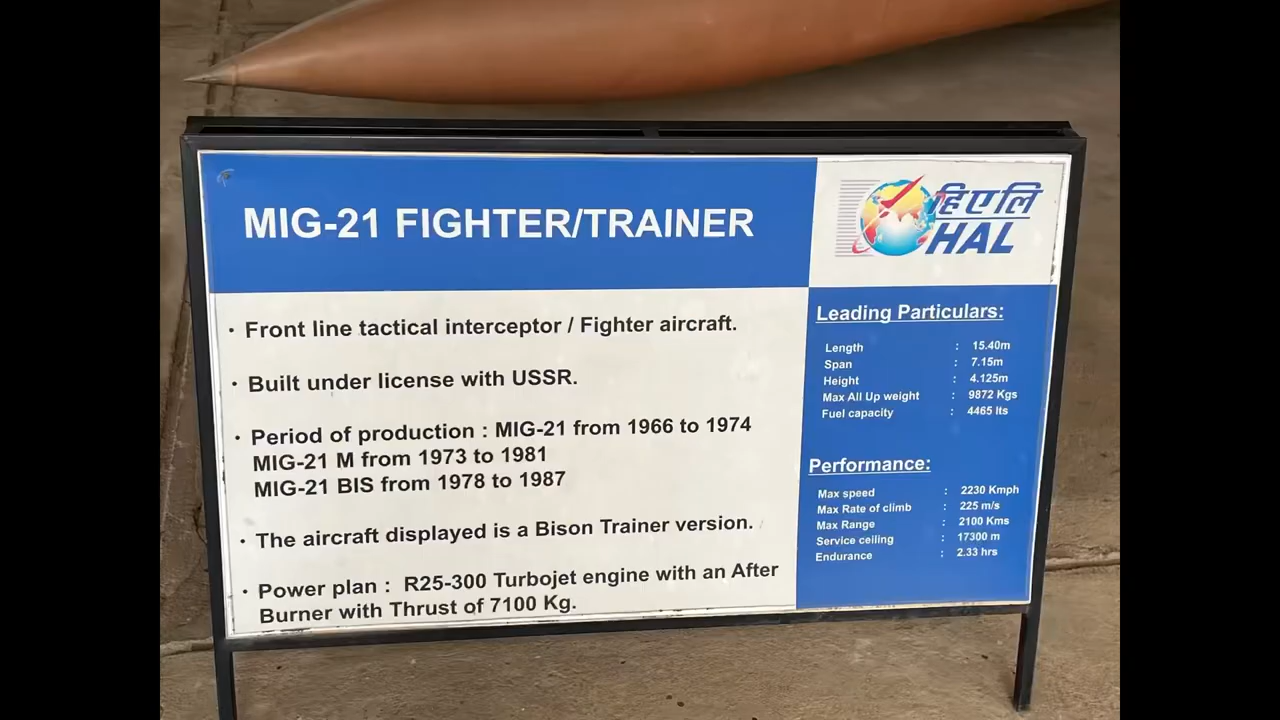 MIG-21 FIGHTER/TRAINER
हिएलि
HAL
· Front line tactical interceptor / Fighter aircraft.
· Built under license with USSR.
· Period of production : MIG-21 from 1966 to 1974
MIG-21 M from 1973 to 1981
MIG-21 BIS from 1978 to 1987
· The aircraft displayed is a Bison Trainer version.
· Power plan : R25-300 Turbojet engine with an After
Burner with Thrust of 7100 Kg.
Leading Particulars:
Length : 15.40m
Span : 7.15m
Height : 4.125m
Max All Up weight : 9872 Kgs
Fuel capacity : 4465 lts
Performance:
Max speed : 2230 Kmph
Max Rate of climb : 225 m/s
Max Range : 2100 Kms
Service ceiling : 17300 m
Endurance : 2.33 hrs